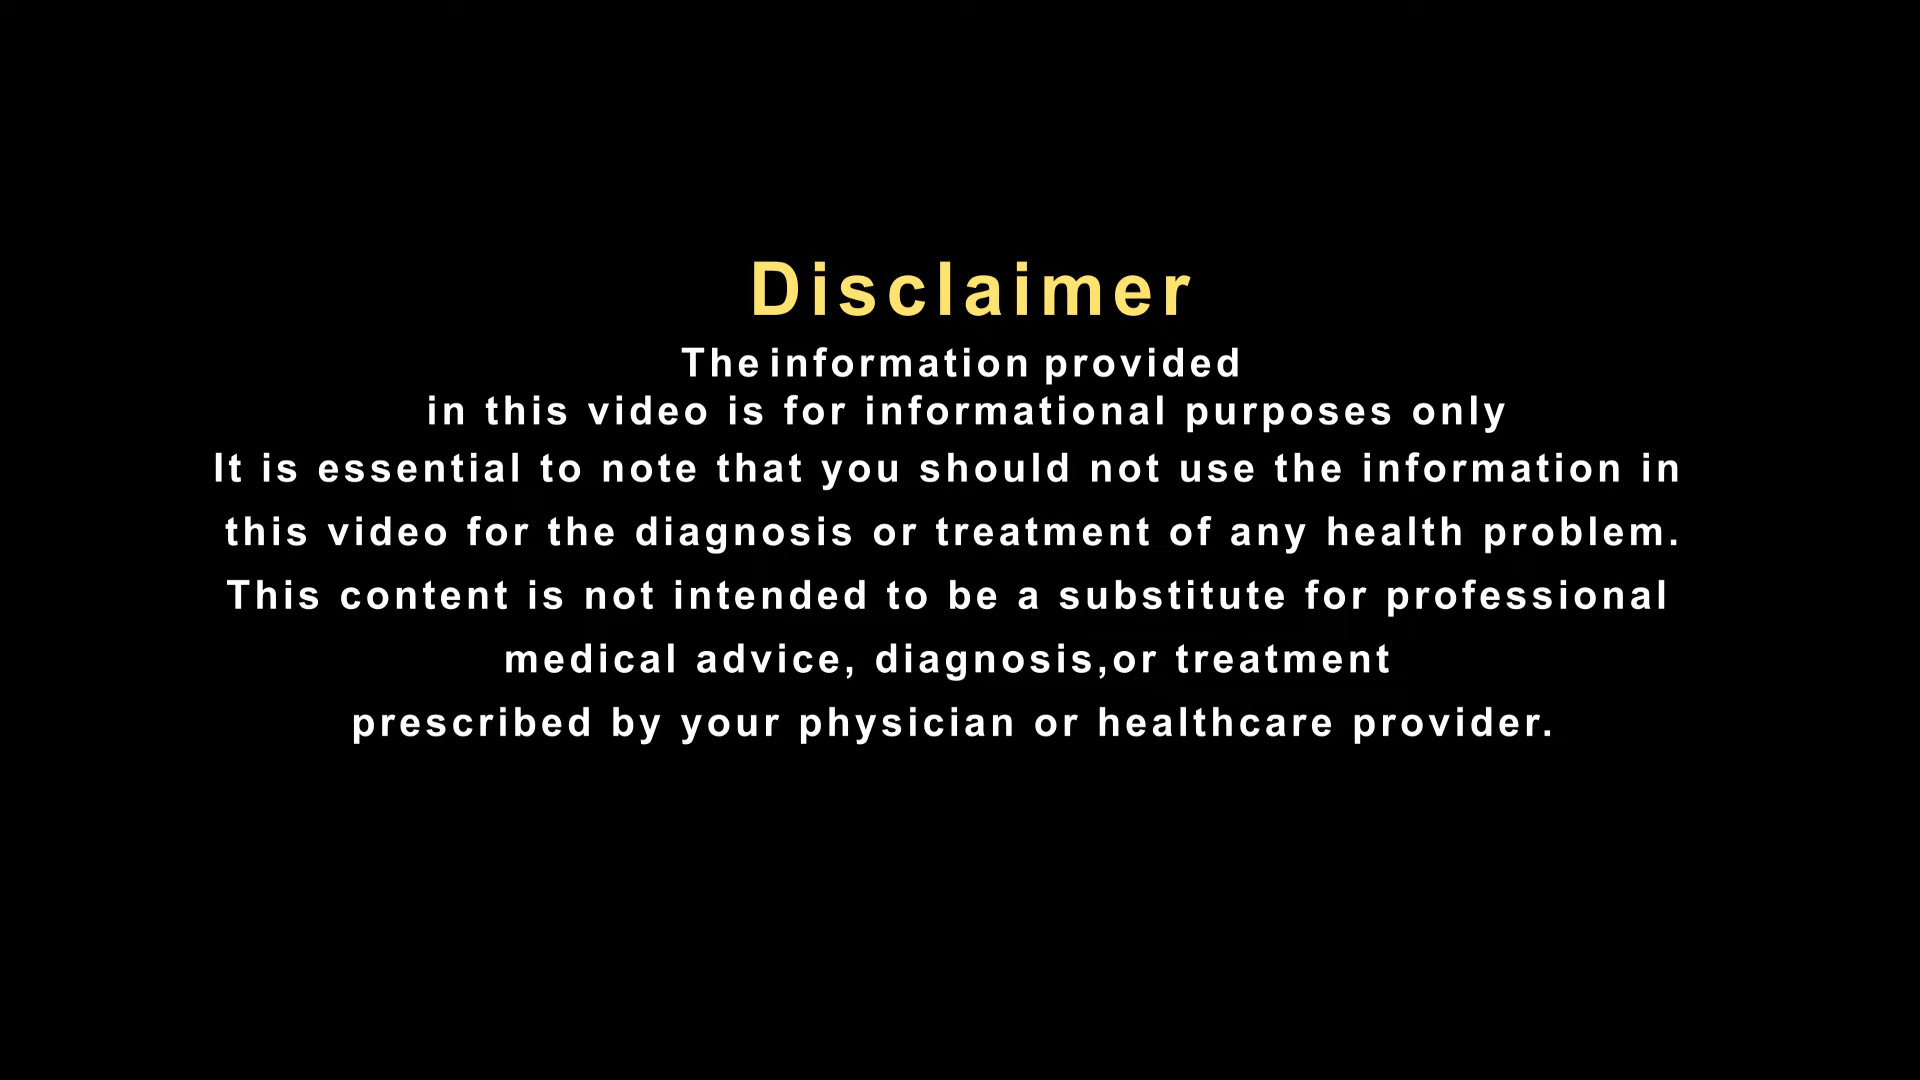 Disclaimer
The information provided
in this video is for informational purposes only
It is essential to note that you should not use the information in
this video for the diagnosis or treatment of any health problem.
This content is not intended to be a substitute for professional
medical advice, diagnosis,or treatment
prescribed by your physician or healthcare provider.